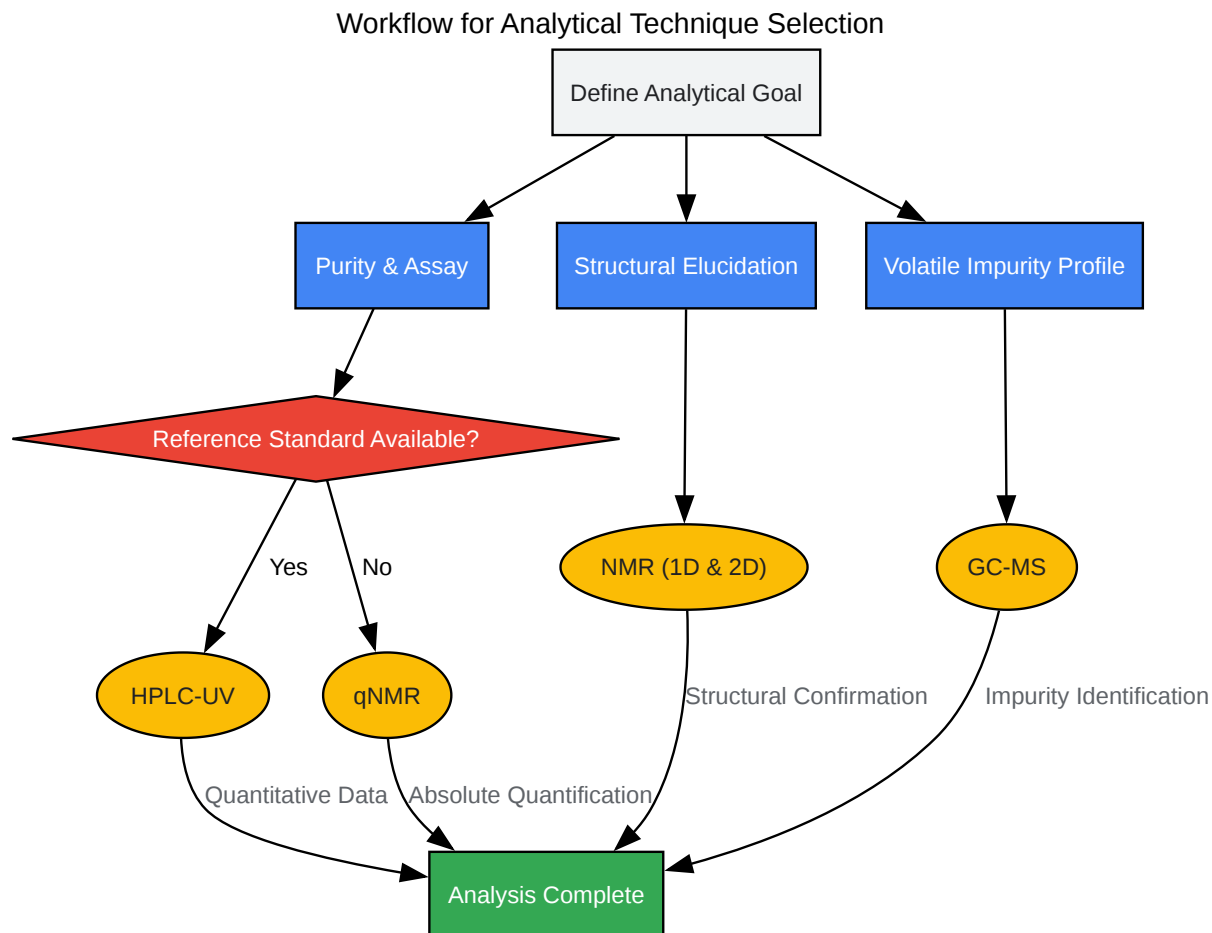 Workflow for Analytical Technique Selection
Define Analytical Goal
Purity & Assay
Structural Elucidation
Volatile Impurity Profile
Reference Standard Available?
Yes
No
NMR (1D & 2D)
GC-MS
HPLC-UV
qNMR
Structural Confirmation
Impurity Identification
Quantitative Data
Absolute Quantification
Analysis Complete